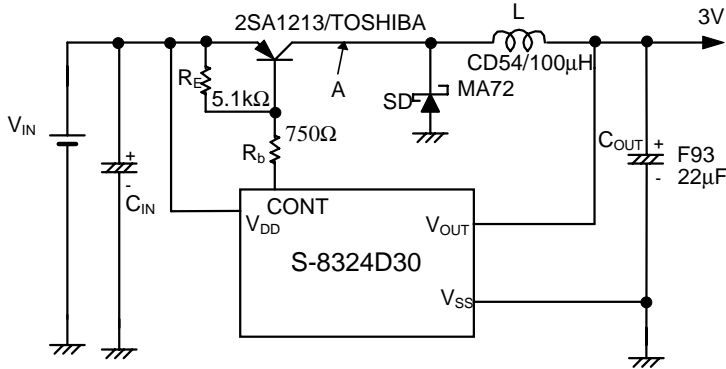 2SA1213/TOSHIBA
L
3V
CD54/100μH
R_E
5.1kΩ
A
SD
MA72
V_IN
750Ω
R_b
C_OUT
+
F93
22μF
-
+
-
C_IN
CONT
V_DD
V_OUT
S-8324D30
V_SS